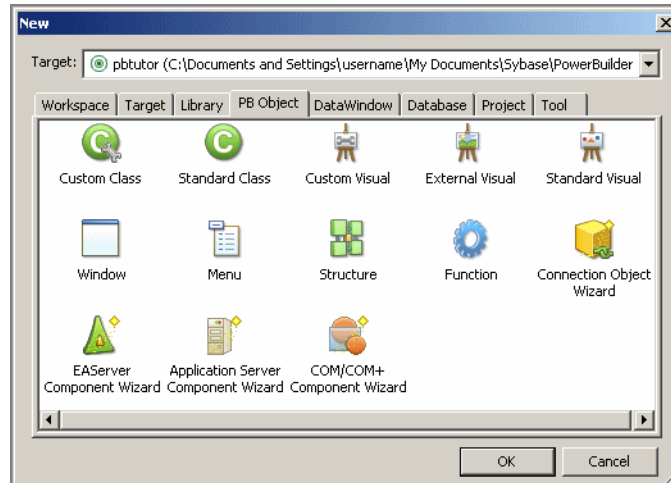 New
Target: pbtutor (C:\Documents and Settings\username\My Documents\Sybase\PowerBuilder
Workspace Target Library PB Object DataWindow Database Project Tool
Custom Class Standard Class Custom Visual External Visual Standard Visual
Window Menu Structure Function Connection Object
Wizard
EAServer Application Server COM/COM+
Component Wizard Component Wizard Component Wizard
OK Cancel